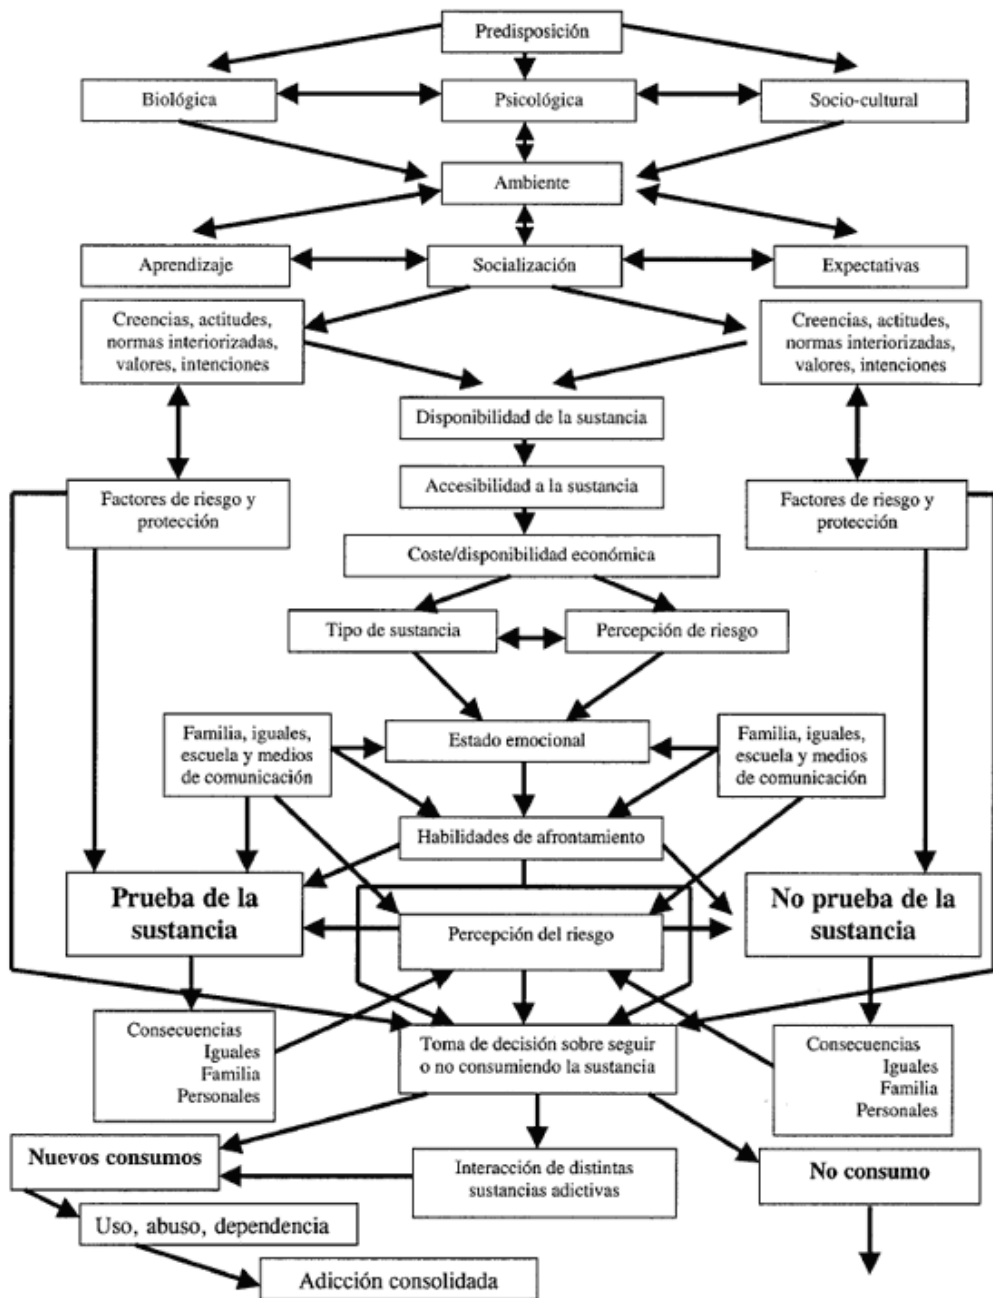 Predisposición
Biológica
Psicológica
Socio-cultural
Ambiente
Aprendizaje
Socialización
Expectativas
Creencias, actitudes,
normas interiorizadas,
valores, intenciones
Creencias, actitudes,
normas interiorizadas,
valores, intenciones
Disponibilidad de la sustancia
Accesibilidad a la sustancia
Factores de riesgo y
protección
Factores de riesgo y
protección
Coste/disponibilidad económica
Tipo de sustancia
Percepción de riesgo
Familia, iguales,
escuela y medios
de comunicación
Estado emocional
Familia, iguales,
escuela y medios
de comunicación
Habilidades de afrontamiento
Prueba de la
sustancia
Percepción del riesgo
No prueba de la
sustancia
Consecuencias
Iguales
Familia
Personales
Toma de decisión sobre seguir
o no consumiendo la sustancia
Consecuencias
Iguales
Familia
Personales
Nuevos consumos
Interacción de distintas
sustancias adictivas
No consumo
Uso, abuso, dependencia
Adicción consolidada